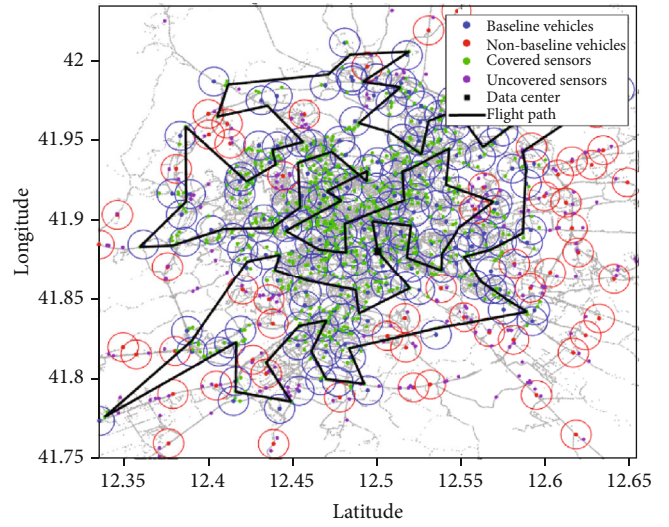 Baseline vehicles
Non-baseline vehicles
Covered sensors
Uncovered sensors
Data center
Flight path
42
41.95
41.9
41.85
41.8
41.75
Longitude
12.35 12.4 12.45 12.5 12.55 12.6 12.65
Latitude